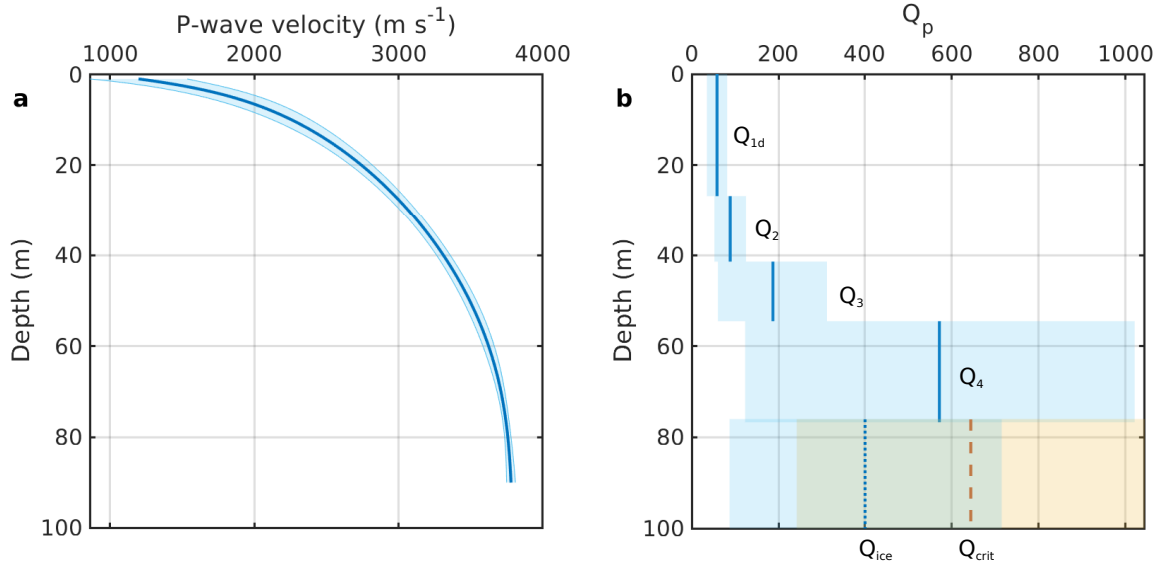 P-wave velocity (m s⁻¹)
1000 2000 3000 4000
a
0
20
40
60
80
100
Depth (m)
Qₚ
0 200 400 600 800 1000
b
0
20
40
60
80
100
Depth (m)
Q1d
Q2
Q3
Q4
Qice Qcrit